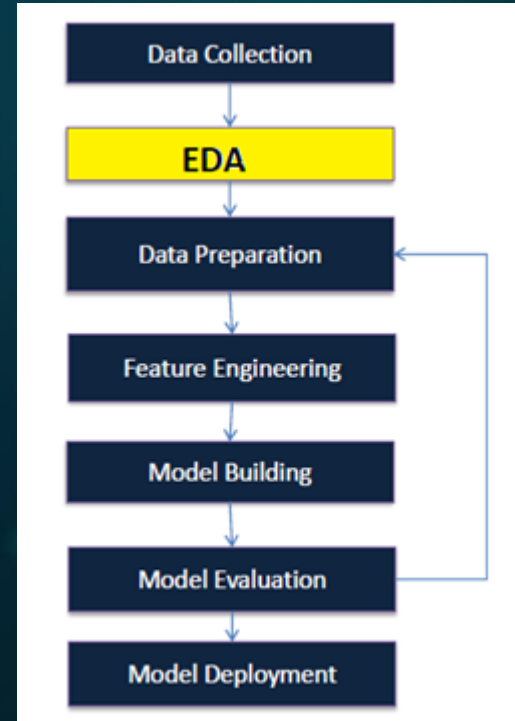 Data Collection
EDA
Data Preparation
Feature Engineering
Model Building
Model Evaluation
Model Deployment